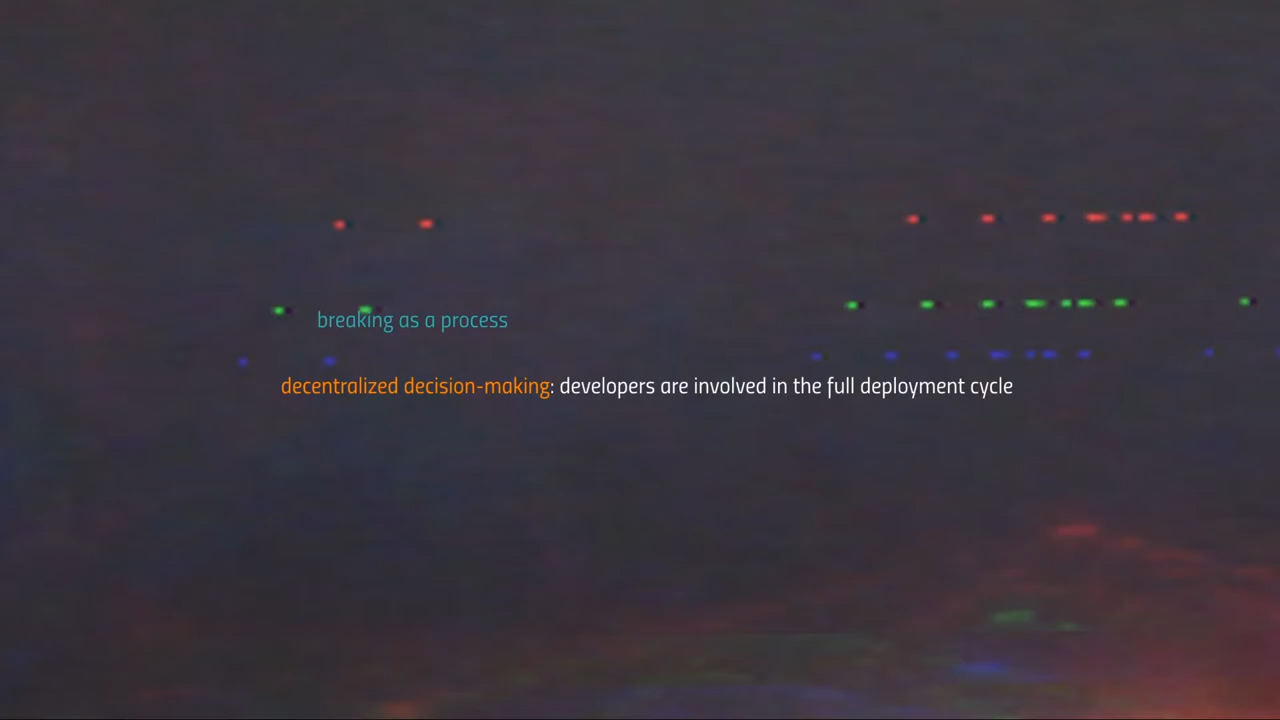 breaking as a process
decentralized decision-making: developers are involved in the full deployment cycle